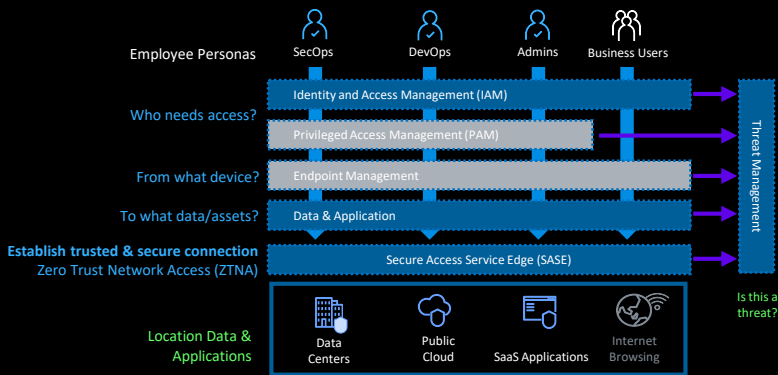 Employee Personas
SecOps
DevOps
Admins
Business Users
Who needs access?
Identity and Access Management (IAM)
Privileged Access Management (PAM)
From what device?
Endpoint Management
To what data/assets?
Data & Application
Establish trusted & secure connection
Zero Trust Network Access (ZTNA)
Secure Access Service Edge (SASE)
Threat Management
Is this a
threat?
Location Data &
Applications
Data
Centers
Public
Cloud
SaaS Applications
Internet
Browsing